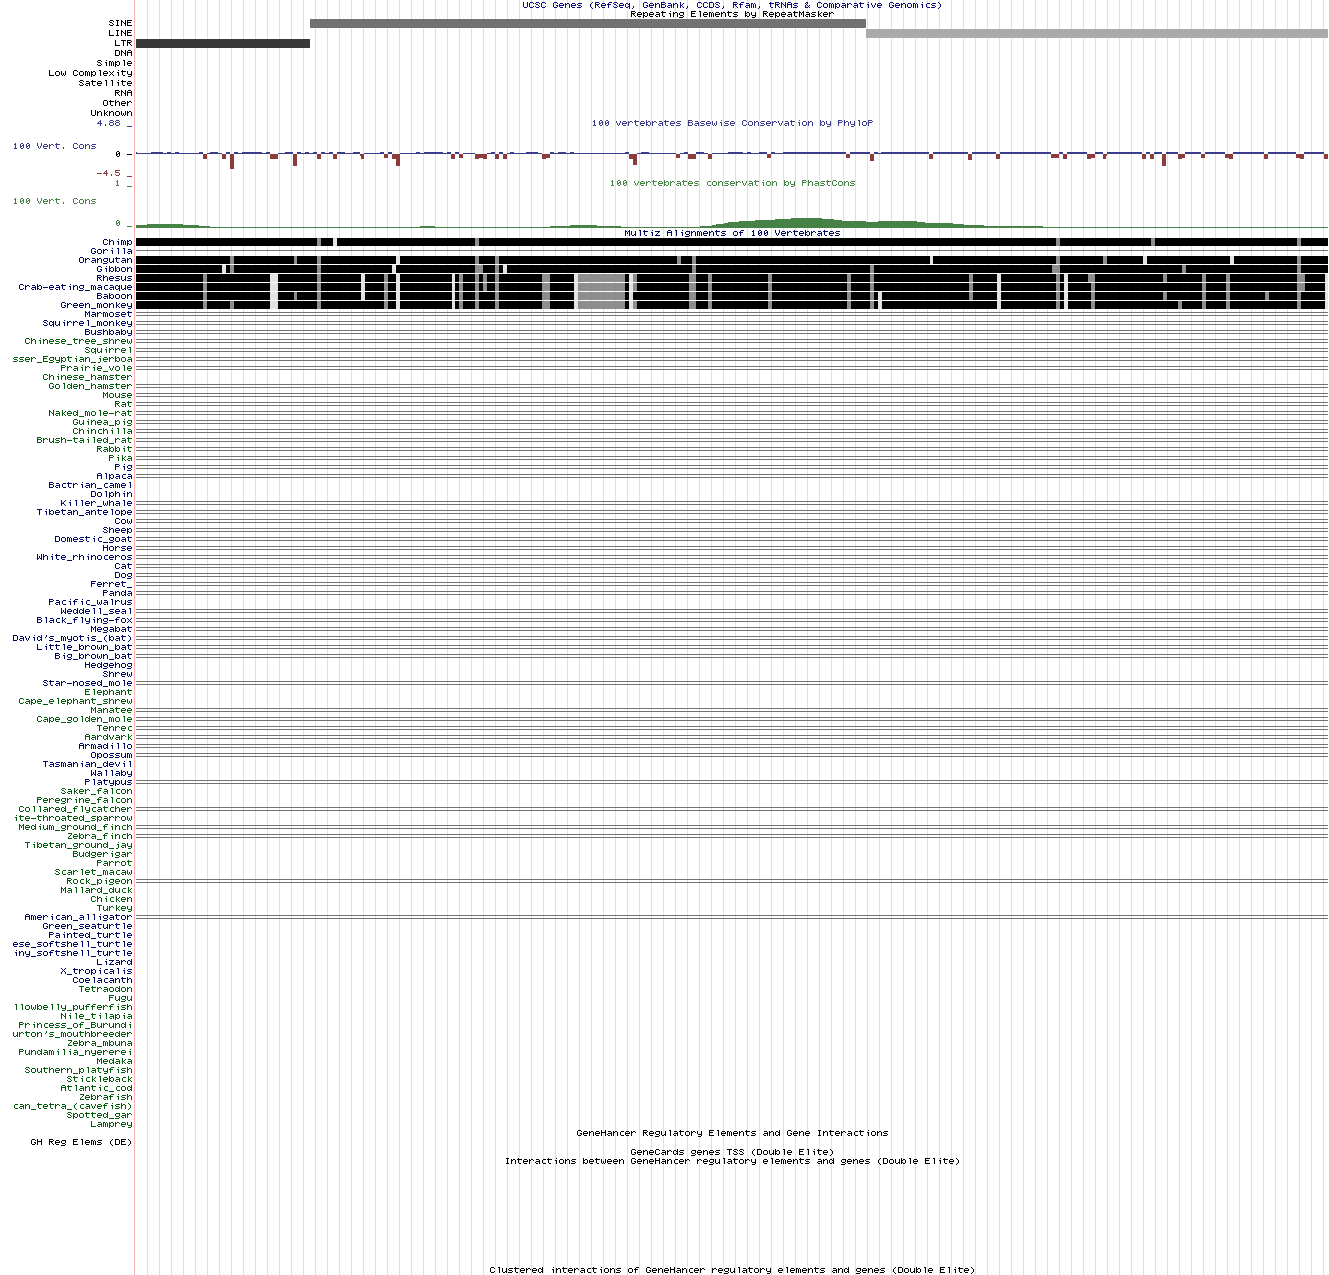 UCSC Genes (RefSeq, GenBank, CCDS, Rfam, tRNAs & Comparative Genomics)
Repeating Elements by RepeatMasker
SINE
LINE
LTR
DNA
Simple
Low Complexity
Satellite
RNA
Other
Unknown
4.88 _
100 vertebrates Basewise Conservation by PhyloP
100 Vert. Cons
0 _
-4.5 _
1 _
100 vertebrates conservation by PhastCons
100 Vert. Cons
0 _
Multiz Alignments of 100 Vertebrates
Chimp
Gorilla
Orangutan
Gibbon
Rhesus
Crab-eating_macaque
Baboon
Green_monkey
Marmoset
Squirrel_monkey
Bushbaby
Chinese_tree_shrew
Squirrel
sser_Egyptian_jerboa
Prairie_vole
Chinese_hamster
Golden_hamster
Mouse
Rat
Naked_mole-rat
Guinea_pig
Chinchilla
Brush-tailed_rat
Rabbit
Pika
Pig
Alpaca
Bactrian_camel
Dolphin
Killer_whale
Tibetan_antelope
Cow
Sheep
Domestic_goat
Horse
White_rhinoceros
Cat
Dog
Ferret_
Panda
Pacific_walrus
Weddell_seal
Black_flying-fox
Megabat
David's_myotis_(bat)
Little_brown_bat
Big_brown_bat
Hedgehog
Shrew
Star-nosed_mole
Elephant
Cape_elephant_shrew
Manatee
Cape_golden_mole
Tenrec
Aardvark
Armadillo
Opossum
Tasmanian_devil
Wallaby
Platypus
Saker_falcon
Peregrine_falcon
Collared_flycatcher
ite-throated_sparrow
Medium_ground_finch
Zebra_finch
Tibetan_ground_jay
Budgerigar
Parrot
Scarlet_macaw
Rock_pigeon
Mallard_duck
Chicken
Turkey
American_alligator
Green_seaturtle
Painted_turtle
ese_softshell_turtle
iny_softshell_turtle
Lizard
X_tropicalis
Coelacanth
Tetraodon
Fugu
llowbelly_pufferfish
Nile_tilapia
Princess_of_Burundi
urton's_mouthbreeder
Zebra_mbuna
Pundamilia_nyererei
Medaka
Southern_platyfish
Stickleback
Atlantic_cod
Zebrafish
can_tetra_(cavefish)
Spotted_gar
Lamprey
GeneHancer Regulatory Elements and Gene Interactions
GH Reg Elems (DE)
GeneCards genes TSS (Double Elite)
Interactions between GeneHancer regulatory elements and genes (Double Elite)
Clustered interactions of GeneHancer regulatory elements and genes (Double Elite)